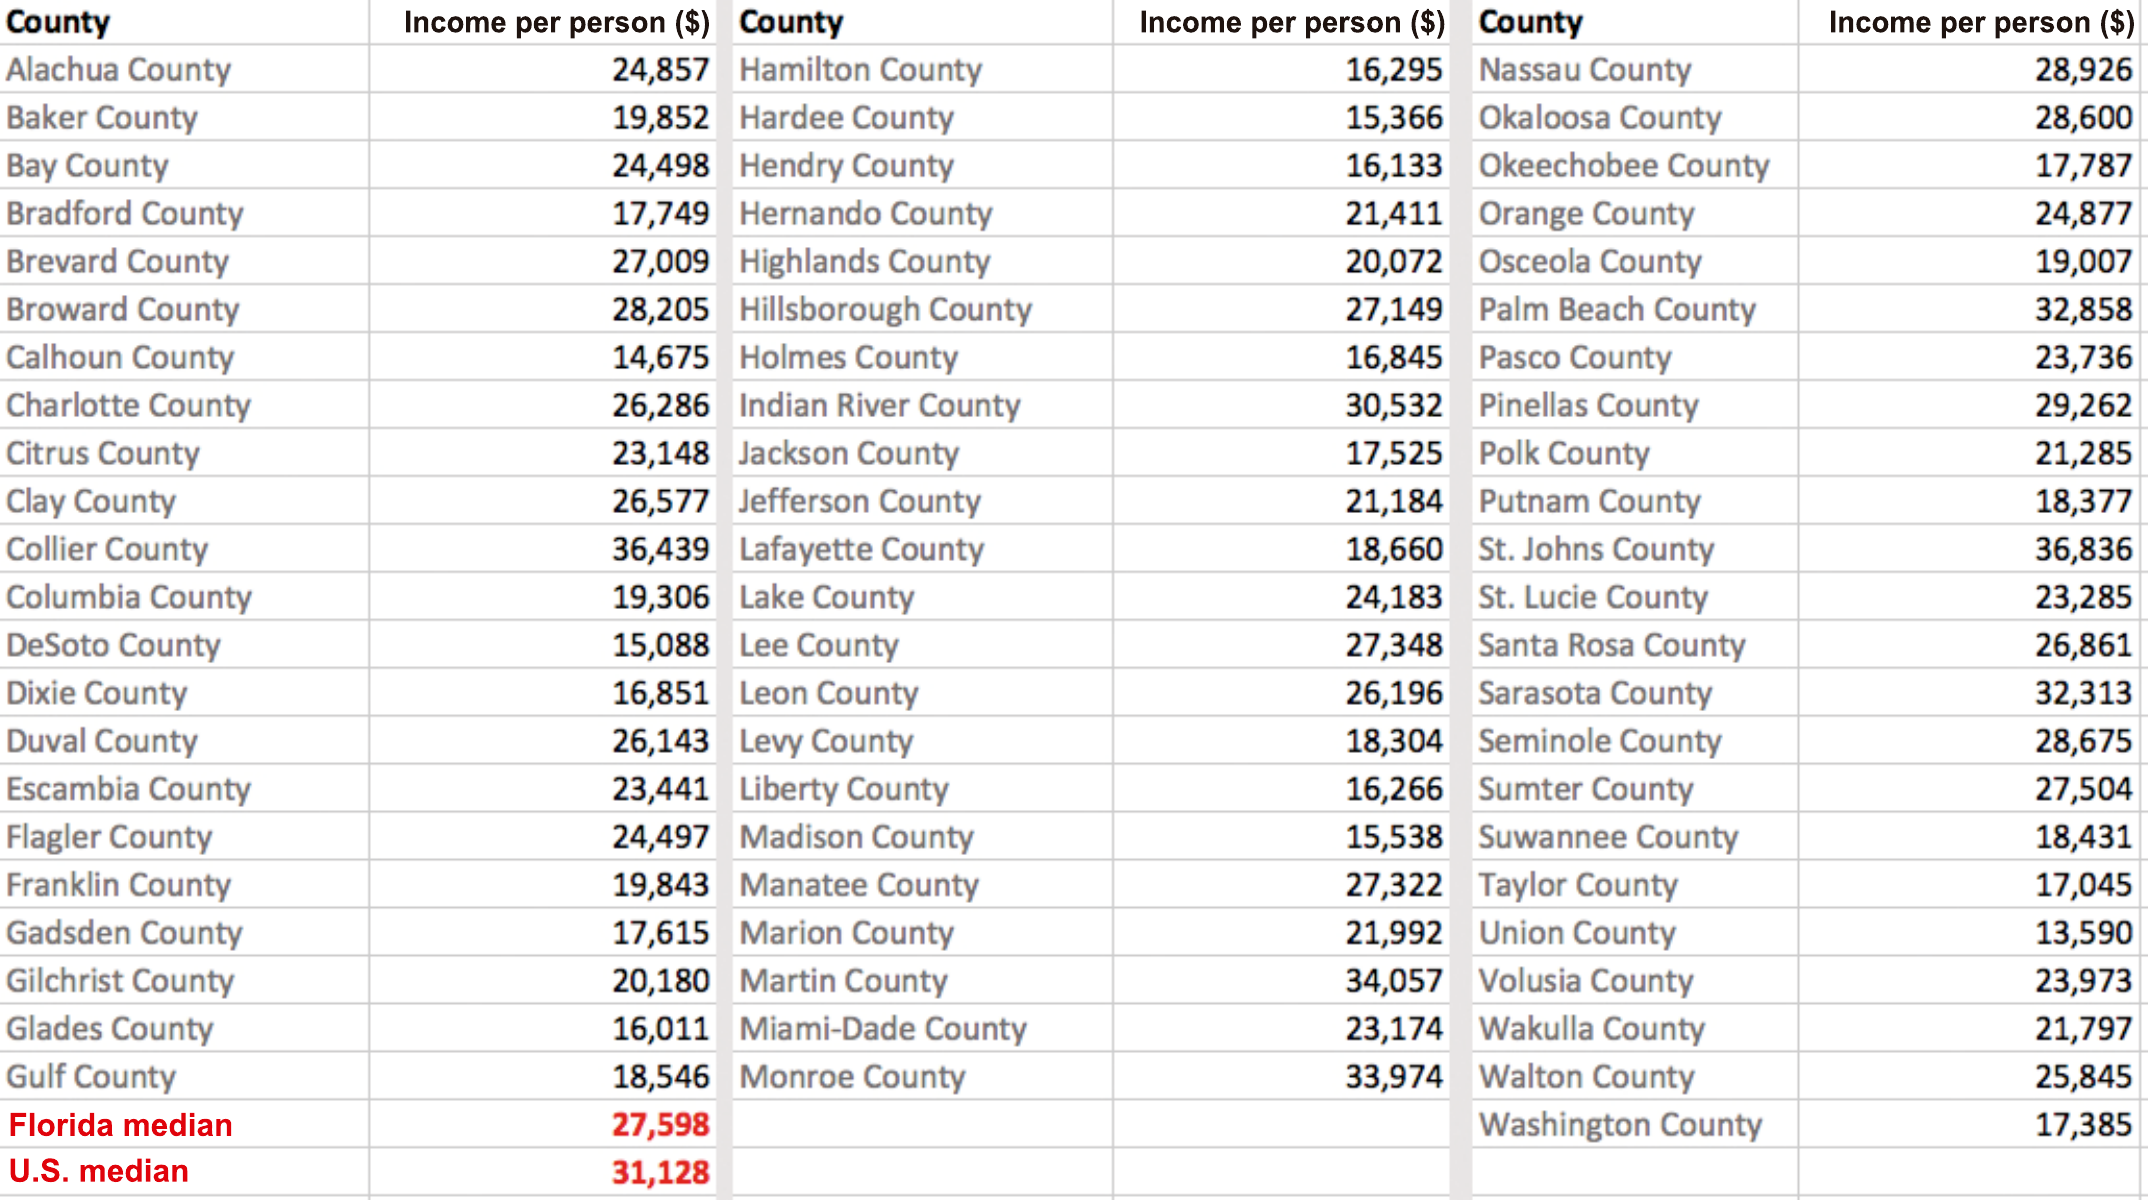 County Income per person ($) County Income per person ($) County Income per person ($)
Alachua County 24,857 Hamilton County 16,295 Nassau County 28,926
Baker County 19,852 Hardee County 15,366 Okaloosa County 28,600
Bay County 24,498 Hendry County 16,133 Okeechobee County 17,787
Bradford County 17,749 Hernando County 21,411 Orange County 24,877
Brevard County 27,009 Highlands County 20,072 Osceola County 19,007
Broward County 28,205 Hillsborough County 27,149 Palm Beach County 32,858
Calhoun County 14,675 Holmes County 16,845 Pasco County 23,736
Charlotte County 26,286 Indian River County 30,532 Pinellas County 29,262
Citrus County 23,148 Jackson County 17,525 Polk County 21,285
Clay County 26,577 Jefferson County 21,184 Putnam County 18,377
Collier County 36,439 Lafayette County 18,660 St. Johns County 36,836
Columbia County 19,306 Lake County 24,183 St. Lucie County 23,285
DeSoto County 15,088 Lee County 27,348 Santa Rosa County 26,861
Dixie County 16,851 Leon County 26,196 Sarasota County 32,313
Duval County 26,143 Levy County 18,304 Seminole County 28,675
Escambia County 23,441 Liberty County 16,266 Sumter County 27,504
Flagler County 24,497 Madison County 15,538 Suwannee County 18,431
Franklin County 19,843 Manatee County 27,322 Taylor County 17,045
Gadsden County 17,615 Marion County 21,992 Union County 13,590
Gilchrist County 20,180 Martin County 34,057 Volusia County 23,973
Glades County 16,011 Miami-Dade County 23,174 Wakulla County 21,797
Gulf County 18,546 Monroe County 33,974 Walton County 25,845
Florida median 27,598 Washington County 17,385
U.S. median 31,128